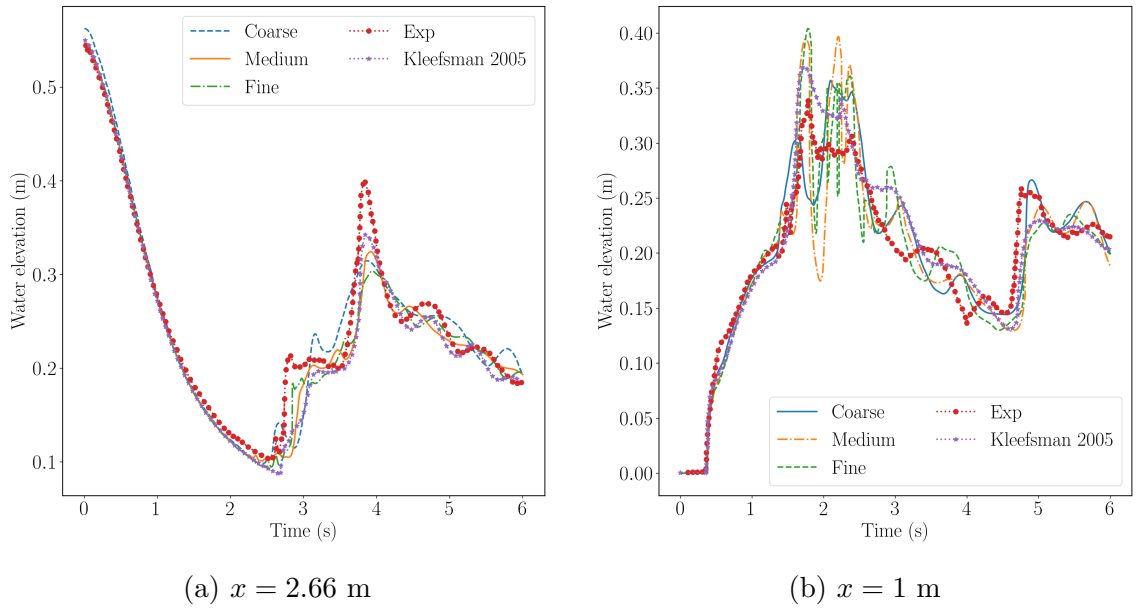 Coarse
Medium
Fine
Exp
Kleefsman 2005
Water elevation (m)
0.5
0.4
0.3
0.2
0.1
0 1 2 3 4 5 6
Time (s)
(a) x = 2.66 m
Water elevation (m)
0.40
0.35
0.30
0.25
0.20
0.15
0.10
0.05
0.00
Coarse
Medium
Fine
Exp
Kleefsman 2005
0 1 2 3 4 5 6
Time (s)
(b) x = 1 m